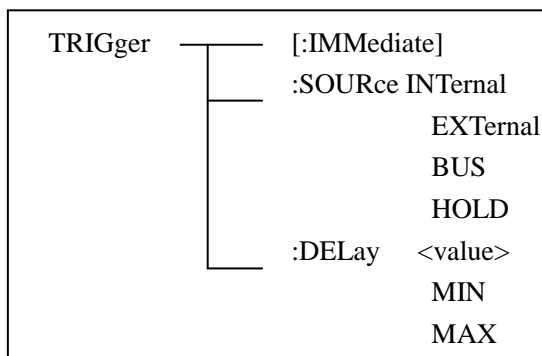 TRIGger [:IMMediate]
:SOURce INTernal
EXTernal
BUS
HOLD
:DELay <value>
MIN
MAX